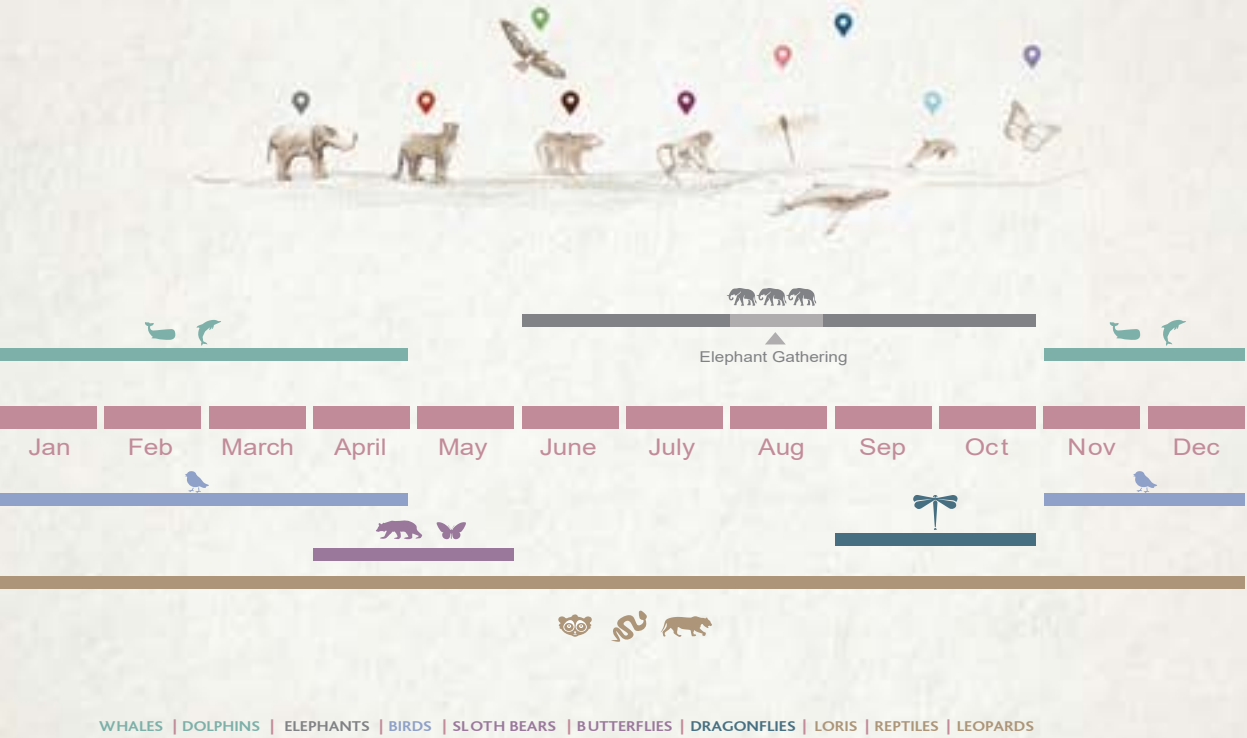 Elephant Gathering
Jan Feb March April May June July Aug Sep Oct Nov Dec
WHALES | DOLPHINS | ELEPHANTS | BIRDS | SLOTH BEARS | BUTTERFLIES | DRAGONFLIES | LORIS | REPTILES | LEOPARDS